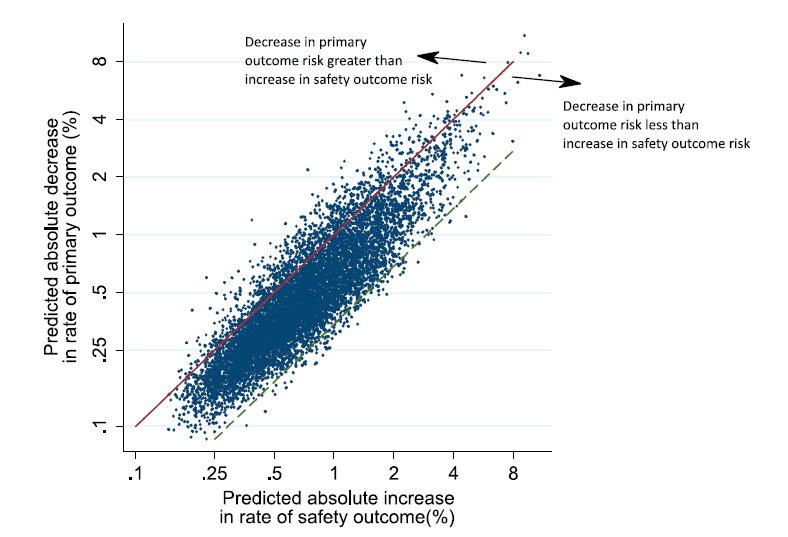 Decrease in primary
outcome risk greater than
increase in safety outcome risk
Decrease in primary
outcome risk less than
increase in safety outcome risk
Predicted absolute decrease
in rate of primary outcome (%)
8
4
2
1
.5
.25
.1
.1 .25 .5 1 2 4 8
Predicted absolute increase
in rate of safety outcome(%)